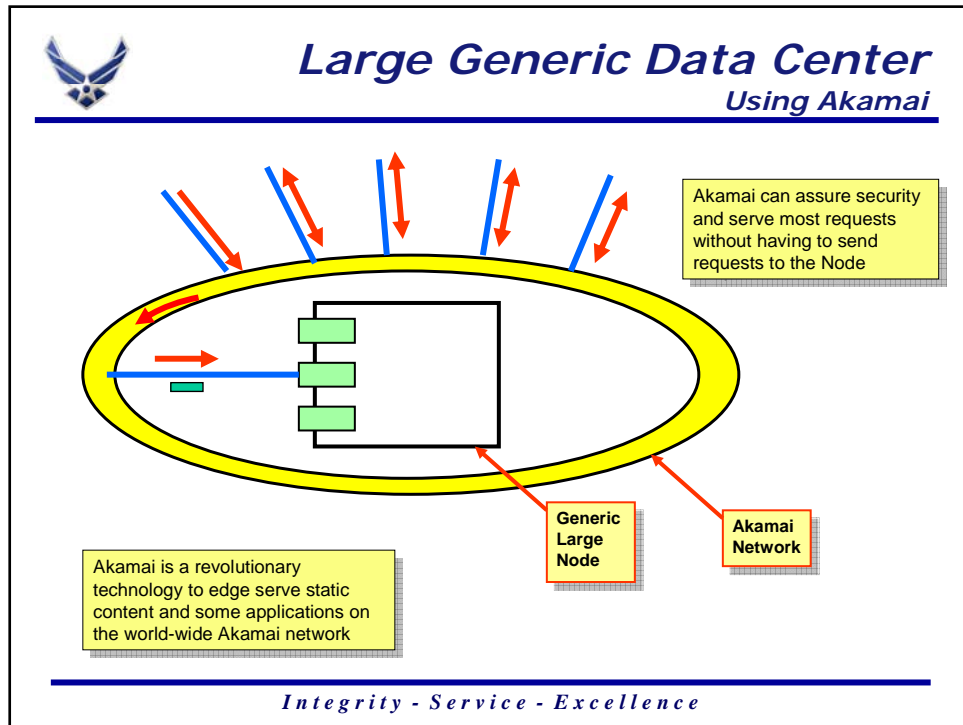 Large Generic Data Center
Using Akamai
Akamai can assure security
and serve most requests
without having to send
requests to the Node
Generic
Large
Node
Akamai
Network
Akamai is a revolutionary
technology to edge serve static
content and some applications on
the world-wide Akamai network
Integrity - Service - Excellence